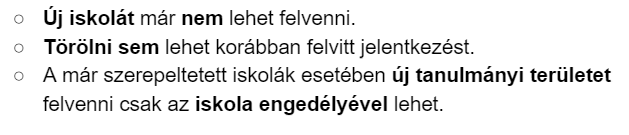 ○ Új iskolát már nem lehet felvenni.
○ Törölni sem lehet korábban felvitt jelentkezést.
○ A már szerepeltetett iskolák esetében új tanulmányi területet
felvenni csak az iskola engedélyével lehet.